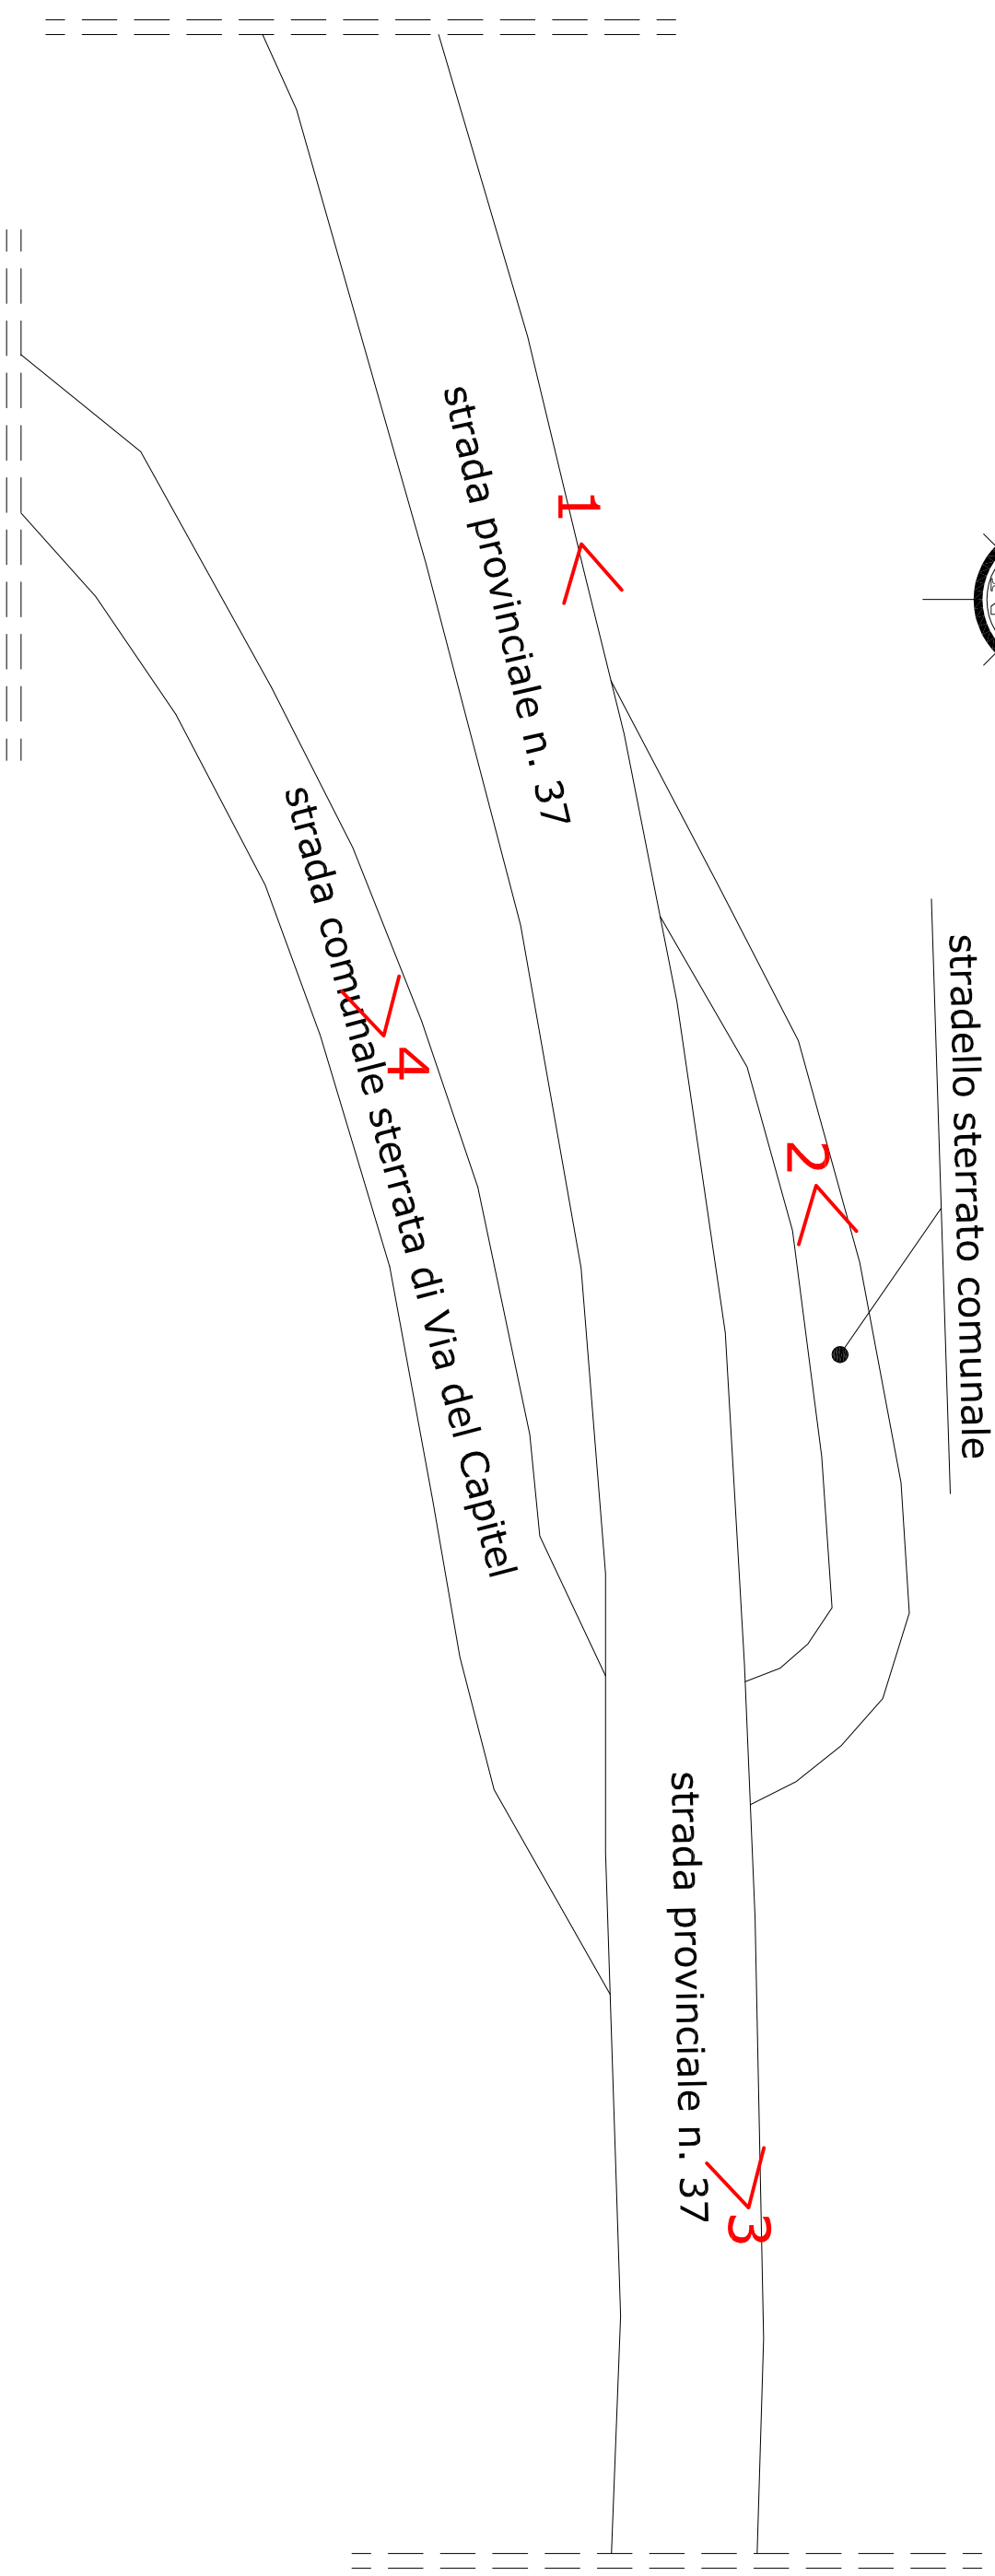 stradello sterrato comunale
2
1
strada provinciale n. 37
strada provinciale n. 37
3
4
strada comunale sterrata di Via del Capitel